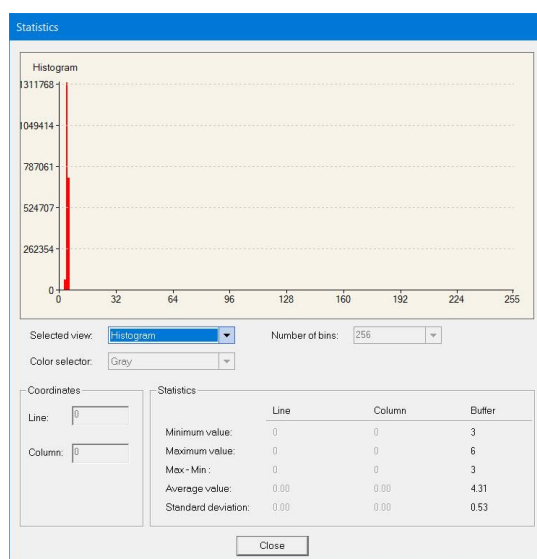 Statistics
Histogram
1311768
1049414
787061
524707
262354
0
0 32 64 96 128 160 192 224 255
Selected view: Histogram Number of bins: 256
Color selector: Gray
Coordinates Statistics
Line: 0 Line Column Buffer
Minimum value: 0 0 3
Column: 0 Maximum value: 0 0 6
Max - Min : 0 0 3
Average value: 0.00 0.00 4.31
Standard deviation: 0.00 0.00 0.53
Close